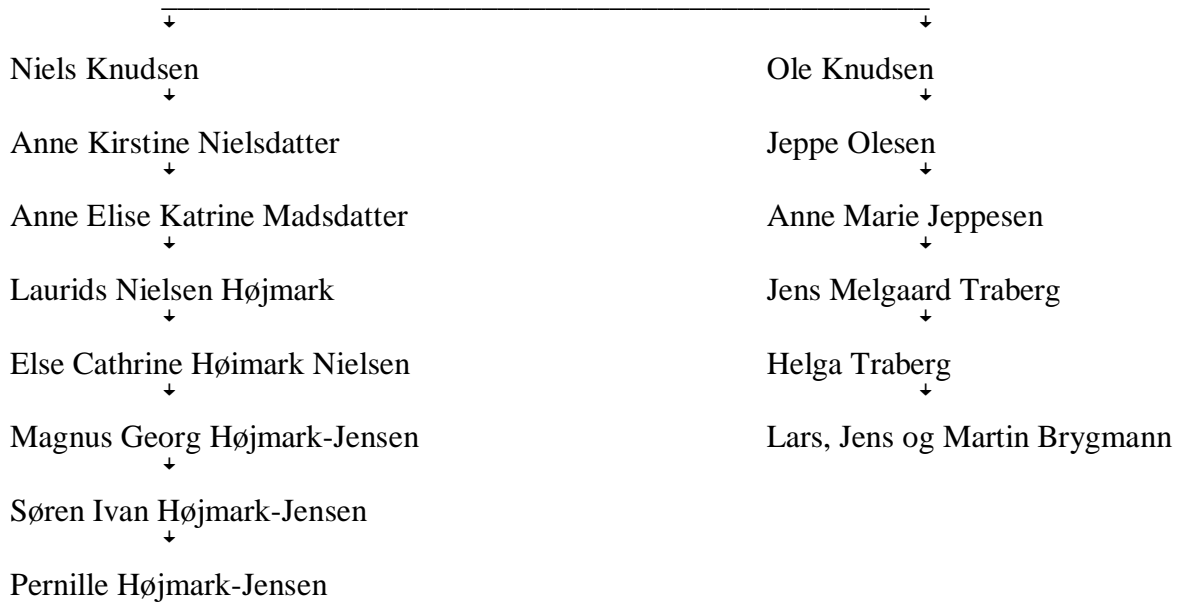 Niels Knudsen Ole Knudsen
Anne Kirstine Nielsdatter Jeppe Olesen
Anne Elise Katrine Madsdatter Anne Marie Jeppesen
Laurids Nielsen Højmark Jens Melgaard Traberg
Else Cathrine Høimark Nielsen Helga Traberg
Magnus Georg Højmark-Jensen Lars, Jens og Martin Brygmann
Søren Ivan Højmark-Jensen
Pernille Højmark-Jensen